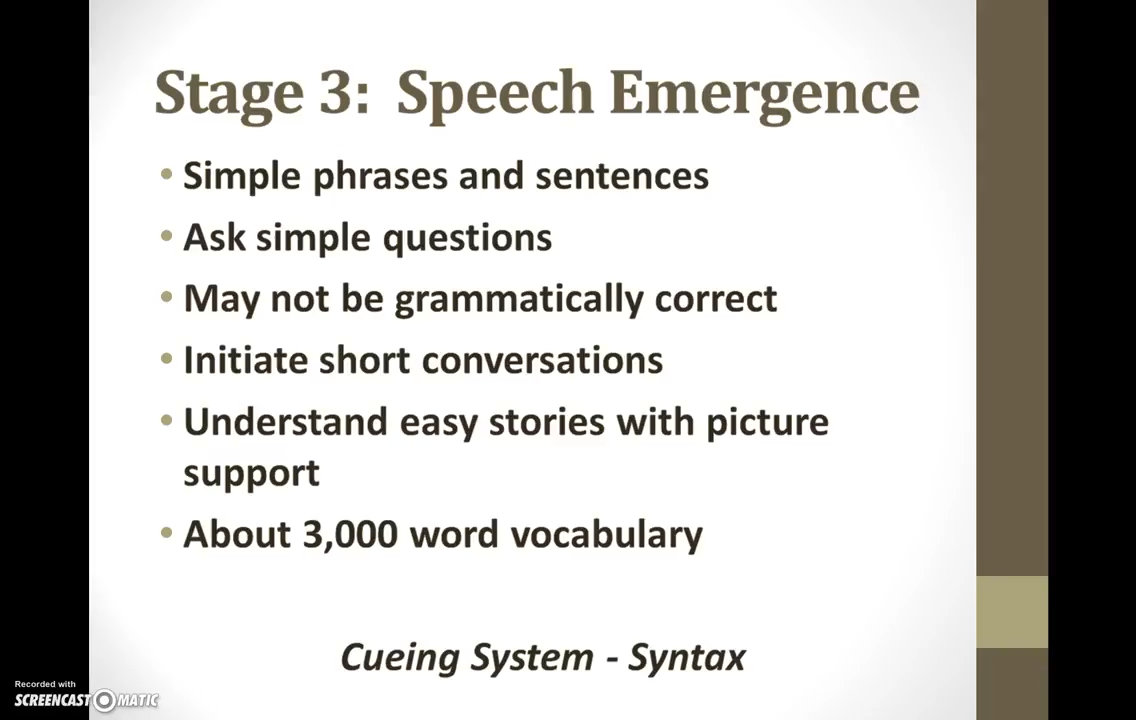 Stage 3: Speech Emergence
• Simple phrases and sentences
• Ask simple questions
• May not be grammatically correct
• Initiate short conversations
• Understand easy stories with picture
support
• About 3,000 word vocabulary
Cueing System - Syntax
Recorded with
SCREENCAST MATIC